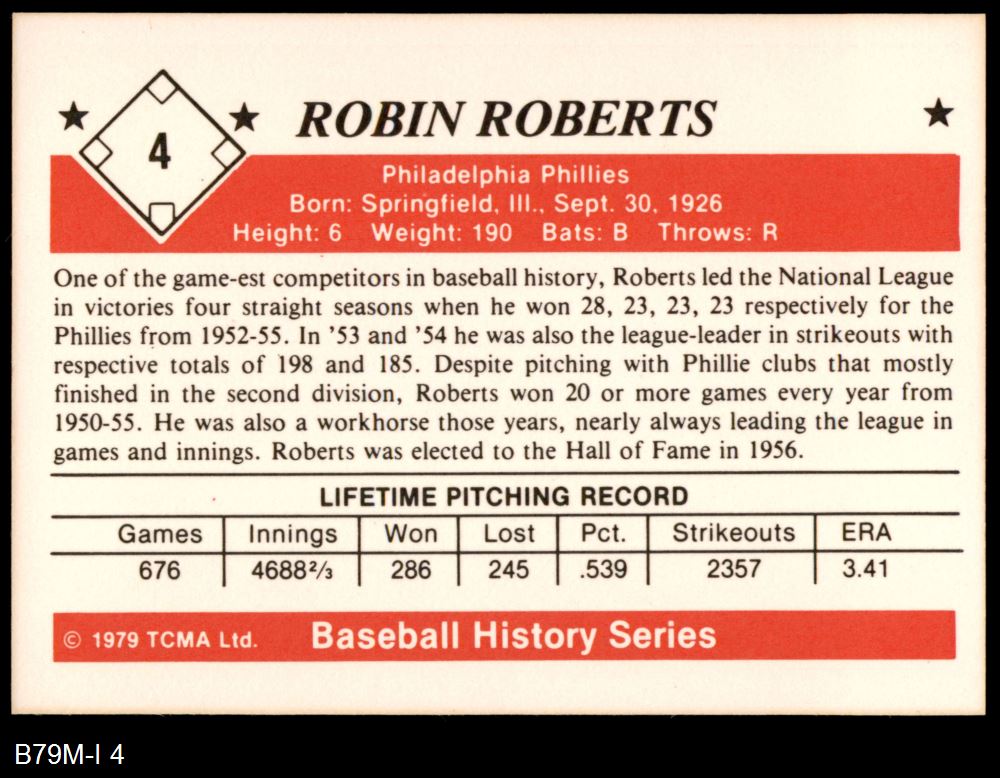 4
ROBIN ROBERTS
Philadelphia Phillies
Born: Springfield, Ill., Sept. 30, 1926
Height: 6 Weight: 190 Bats: B Throws: R
One of the game-est competitors in baseball history, Roberts led the National League
in victories four straight seasons when he won 28, 23, 23, 23 respectively for the
Phillies from 1952-55. In ’53 and ’54 he was also the league-leader in strikeouts with
respective totals of 198 and 185. Despite pitching with Phillie clubs that mostly
finished in the second division, Roberts won 20 or more games every year from
1950-55. He was also a workhorse those years, nearly always leading the league in
games and innings. Roberts was elected to the Hall of Fame in 1956.
LIFETIME PITCHING RECORD
Games Innings Won Lost Pct. Strikeouts ERA
676 4688⅔ 286 245 .539 2357 3.41
© 1979 TCMA Ltd. Baseball History Series
B79M-I 4